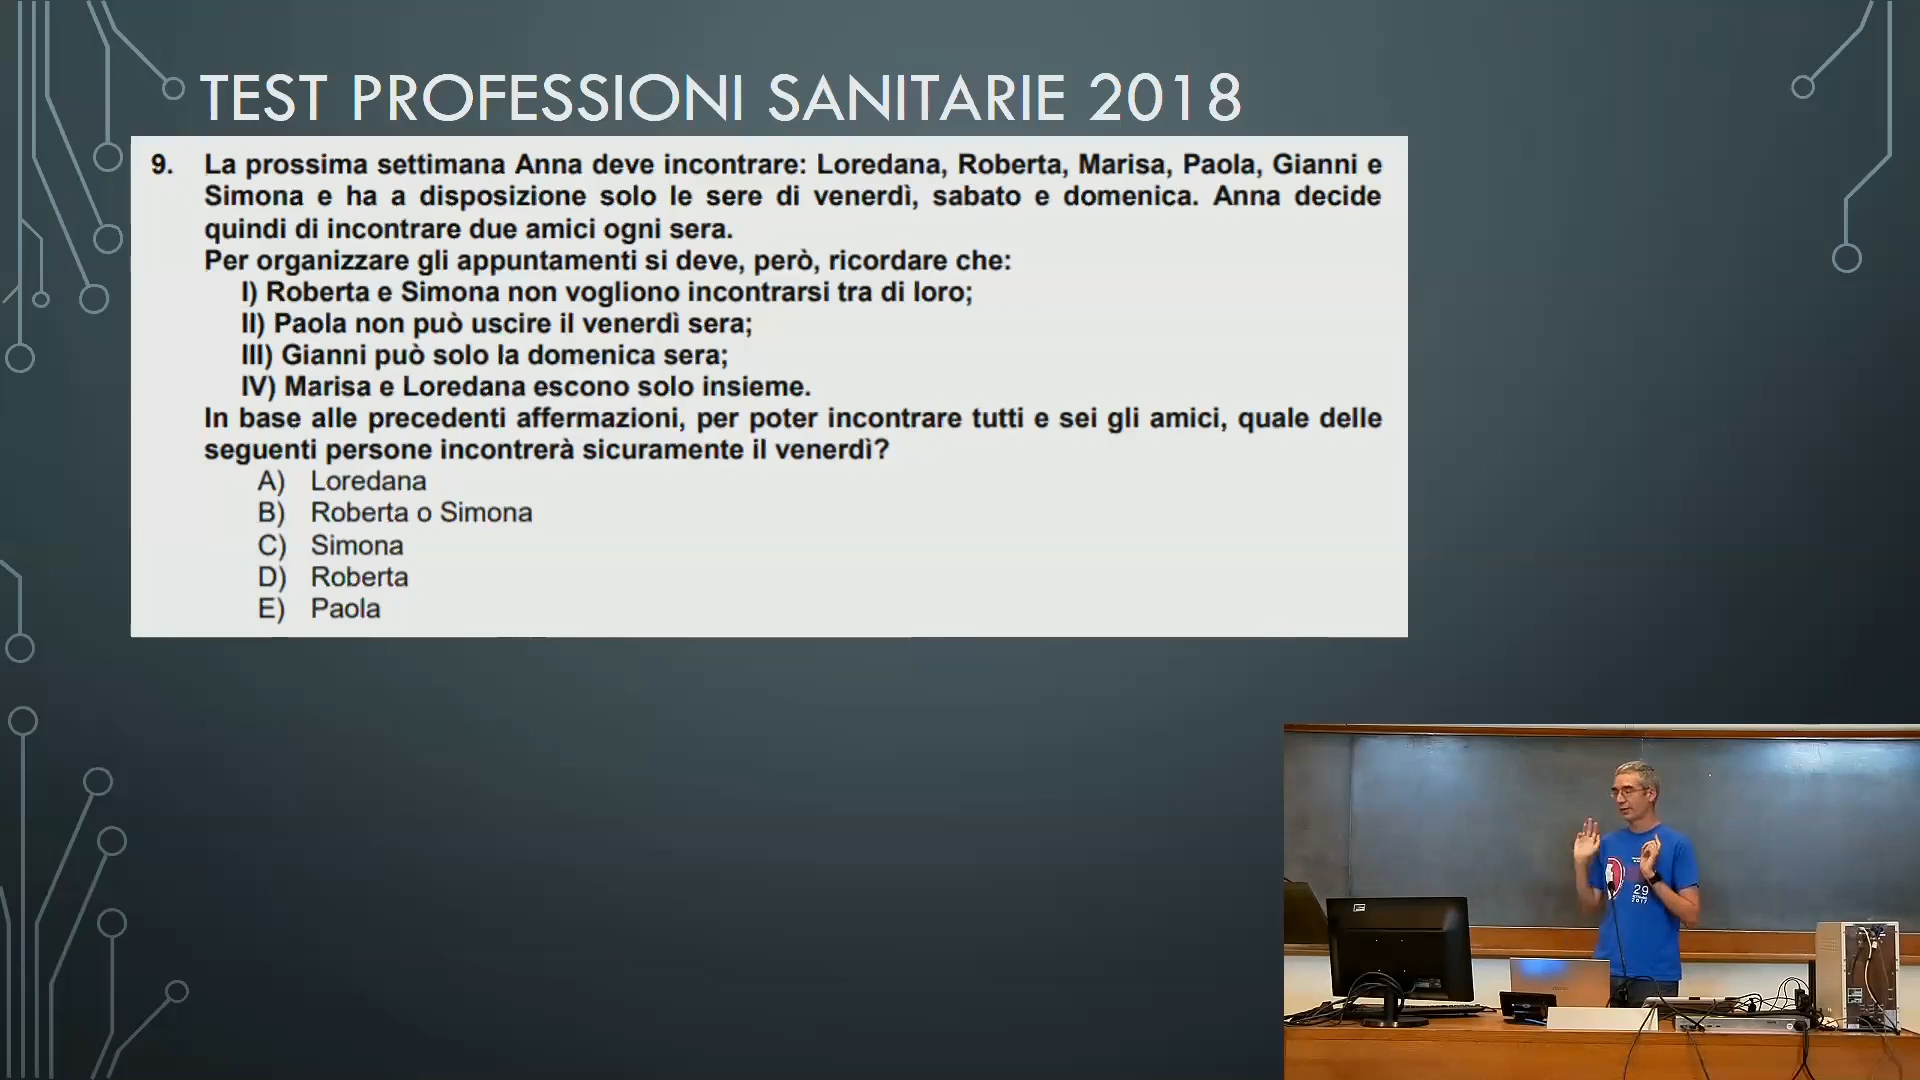 TEST PROFESSIONI SANITARIE 2018
9. La prossima settimana Anna deve incontrare: Loredana, Roberta, Marisa, Paola, Gianni e
Simona e ha a disposizione solo le sere di venerdì, sabato e domenica. Anna decide
quindi di incontrare due amici ogni sera.
Per organizzare gli appuntamenti si deve, però, ricordare che:
I) Roberta e Simona non vogliono incontrarsi tra di loro;
II) Paola non può uscire il venerdì sera;
III) Gianni può solo la domenica sera;
IV) Marisa e Loredana escono solo insieme.
In base alle precedenti affermazioni, per poter incontrare tutti e sei gli amici, quale delle
seguenti persone incontrerà sicuramente il venerdì?
A) Loredana
B) Roberta o Simona
C) Simona
D) Roberta
E) Paola
29
2017